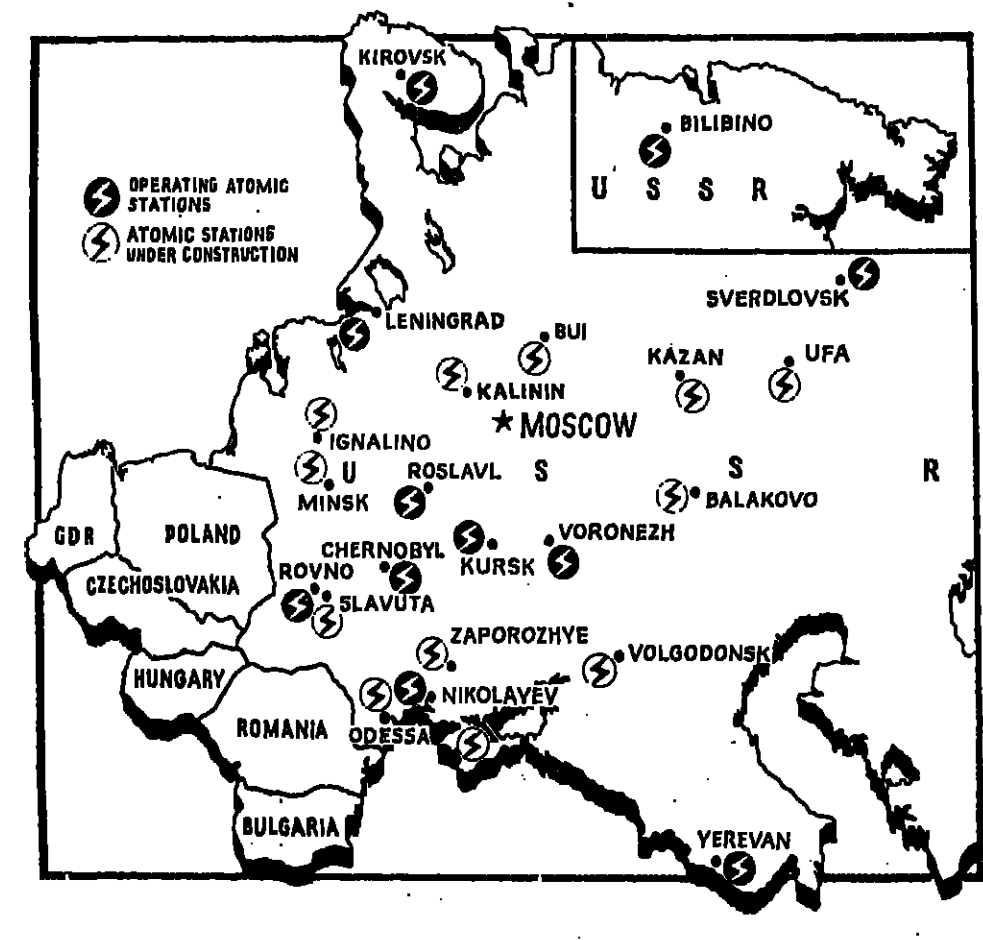 KIROVSK
BILIBINO
U S S R
OPERATING ATOMIC
STATIONS
ATOMIC STATIONS
UNDER CONSTRUCTION
SVERDLOVSK
LENINGRAD
BUI
KAZAN
UFA
KALININ
MOSCOW
IGNALINO
U S S R
ROSLAVL
MINSK
BALAKOVO
GDR
POLAND
VORONEZH
CHERNOBYL
KURSK
CZECHOSLOVAKIA
ROVNO
SLAVUTA
ZAPOROZHYE
VOLGODONSK
HUNGARY
NIKOLAYEV
ROMANIA
ODESSA
BULGARIA
YEREVAN